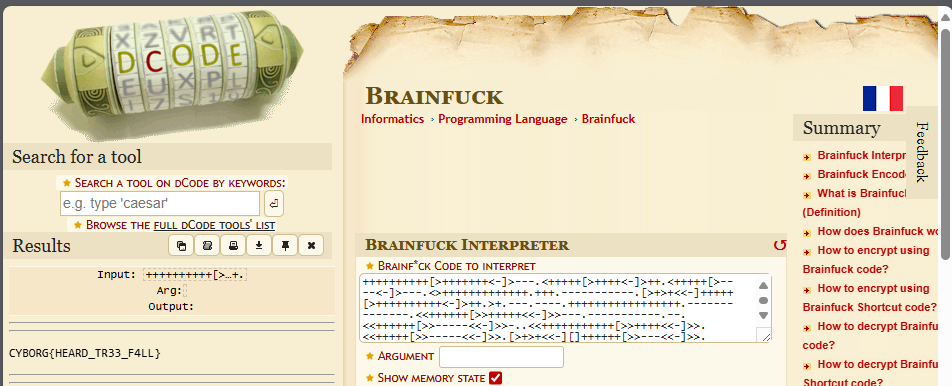 X Z V R T
D C O D E
E U X P L
BRAINFUCK
Informatics › Programming Language › Brainfuck
Search for a tool
★ SEARCH A TOOL ON DCODE BY KEYWORDS:
e.g. type 'caesar'
★ BROWSE THE FULL DCODE TOOLS' LIST
Results
Input: ++++++++++[>…+.
Arg:
Output:
CYBORG{HEARD_TR33_F4LL}
BRAINFUCK INTERPRETER
★ BRAINF*CK CODE TO INTERPRET
++++++++++[>+++++++<-]>---.<+++++[>++++<-]>++.<+++++[>--
--<-]>---.<>+++++++++++++.+++.-----------.[>+>+<<-]+++++
[>+++++++++++<-]>++.>+.----.----.+++++++++++++++++.------
--------.<<++++++[>>+++++<<-]>>---.-----------.--.
<<++++++[>>-----<<-]>-..<<+++++++++++[>>++++<<-]>>.
<<++++++[>>-----<<-]>>.[>+>+<<-][]++++++[>>---<<-]>>.
★ ARGUMENT
★ SHOW MEMORY STATE
Summary
Feedback
Brainfuck Interpr
Brainfuck Encod
What is Brainfuc
(Definition)
How does Brainfuck wo
How to encrypt using
Brainfuck code?
How to encrypt using
Brainfuck Shortcut code?
How to decrypt Brainfu
code?
How to decrypt Brainfu
Shortcut code?